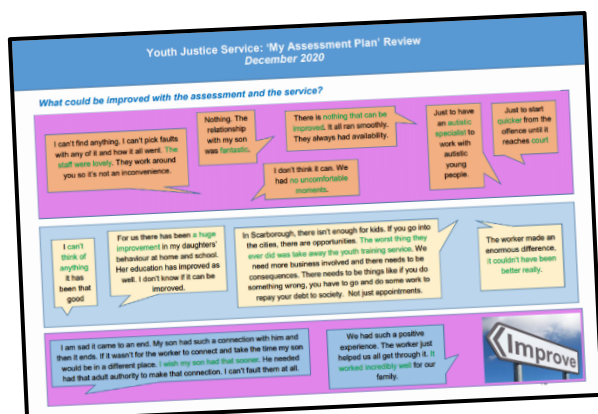 Youth Justice Service: 'My Assessment Plan' Review
December 2020
What could be improved with the assessment and the service?
I can't find anything. I can't pick faults
with any of it and how it all went. The
staff were lovely. They work around
you so it's not an inconvenience.
Nothing. The
relationship
with my son
was fantastic.
There is nothing that can be
improved. It all ran smoothly.
They always had availability.
I don't think it can. We
had no uncomfortable
moments.
Just to have
an autistic
specialist to
work with
autistic
young
people.
Just to start
quicker from the
offence until it
reaches court
I can't
think of
anything
it has
been that
good
For us there has been a huge
improvement in my daughters'
behaviour at home and school.
Her education has improved as
well. I don't know if it can be
improved.
In Scarborough, there isn't enough for kids. If you go into
the cities, there are opportunities. The worst thing they
ever did was take away the youth training service. We
need more business involved and there needs to be
consequences. There needs to be things like if you do
something wrong, you have to go and do some work to
repay your debt to society.  Not just appointments.
The worker made an
enormous difference,
it couldn't have been
better really.
I am sad it came to an end. My son had such a connection with him and
then it ends. If it wasn't for the worker to connect and take the time my son
would be in a different place. I wish my son had that sooner. He needed
had that adult authority to make that connection. I can't fault them at all.
We had such a positive
experience. The worker just
helped us all get through it. It
worked incredibly well for our
family.
Improve